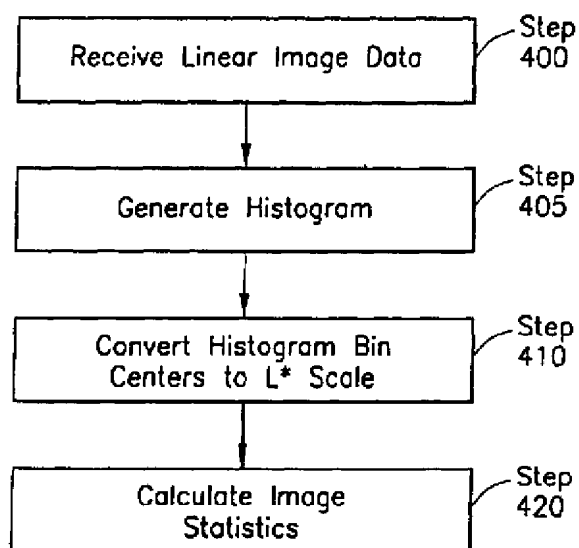 Receive Linear Image Data
Step
400
Generate Histogram
Step
405
Convert Histogram Bin
Centers to L* Scale
Step
410
Calculate Image
Statistics
Step
420